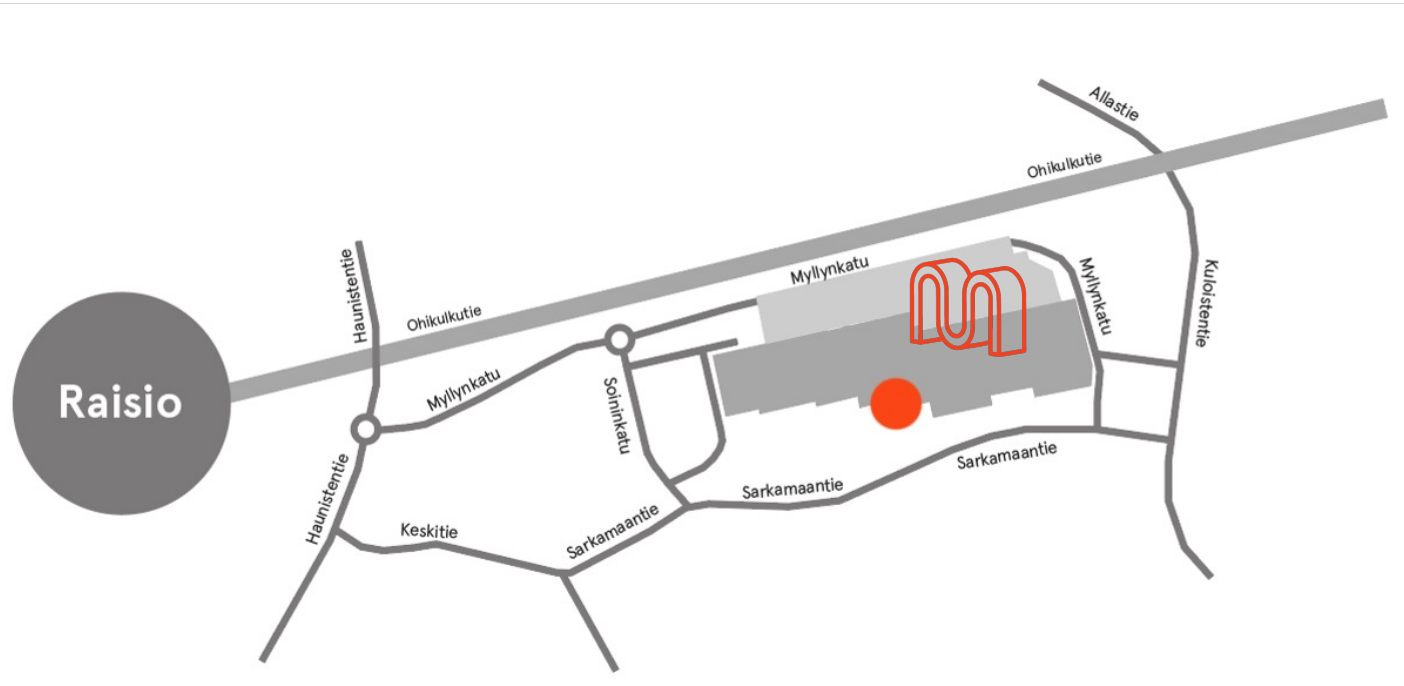 Allastie
Ohikulkutie
Haunistentie
Myllynkatu
Myllynkatu
Kuloistentie
Ohikulkutie
Raisio
Myllynkatu
Soininkatu
Haunistentie
Sarkamaantie
Sarkamaantie
Keskitie
Sarkamaantie